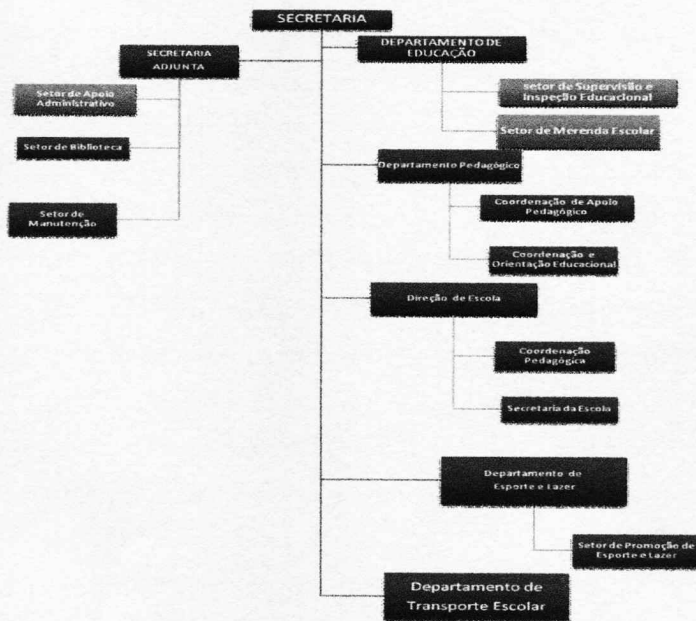 SECRETARIA
SECRETARIA
ADJUNTA
DEPARTAMENTO DE
EDUCAÇÃO
Setor de Apoio
Administrativo
setor de Supervisão e
Inspeção Educacional
Setor de Merenda Escolar
Setor de Biblioteca
Departamento Pedagógico
Setor de
Manutenção
Coordenação de Apoio
Pedagógico
Coordenação e
Orientação Educacional
Direção de Escola
Coordenação
Pedagógica
Secretaria da Escola
Departamento de
Esporte e Lazer
Setor de Promoção de
Esporte e Lazer
Departamento de
Transporte Escolar